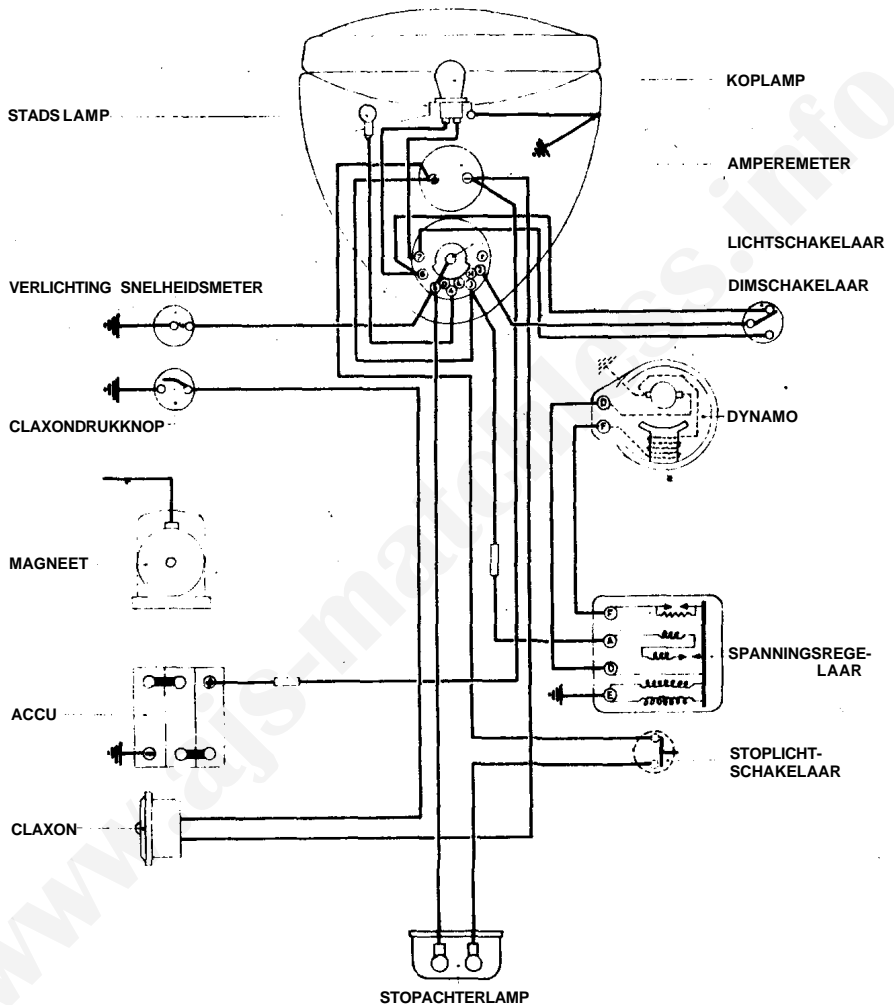 KOPLAMP
STADS LAMP
AMPEREMETER
LICHTSCHAKELAAR
DIMSCHAKELAAR
VERLICHTING SNELHEIDSMETER
CLAXONDRUKKNOP
DYNAMO
D
F
MAGNEET
F
A
D
E
SPANNINGSREGE-
LAAR
ACCU
STOPLICHT-
SCHAKELAAR
CLAXON
STOPACHTERLAMP
www.ajs-matchless.info